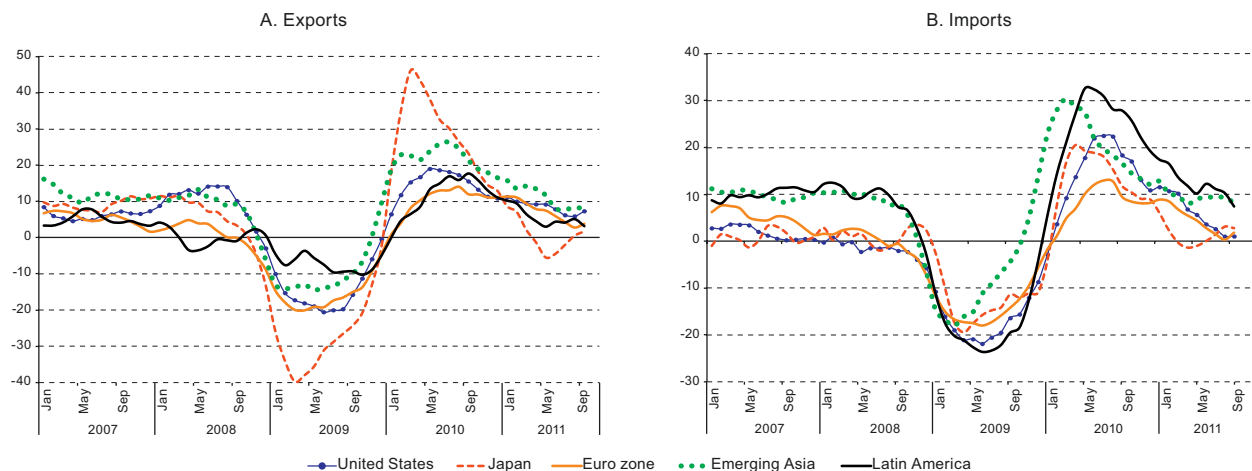 A. Exports
50
40
30
20
10
0
-10
-20
-30
-40
Jan May Sep Jan May Sep Jan May Sep Jan May Sep Jan May Sep
2007 2008 2009 2010 2011
B. Imports
40
30
20
10
0
-10
-20
-30
Jan May Sep Jan May Sep Jan May Sep Jan May Sep Jan May Sep
2007 2008 2009 2010 2011
United States Japan Euro zone Emerging Asia Latin America